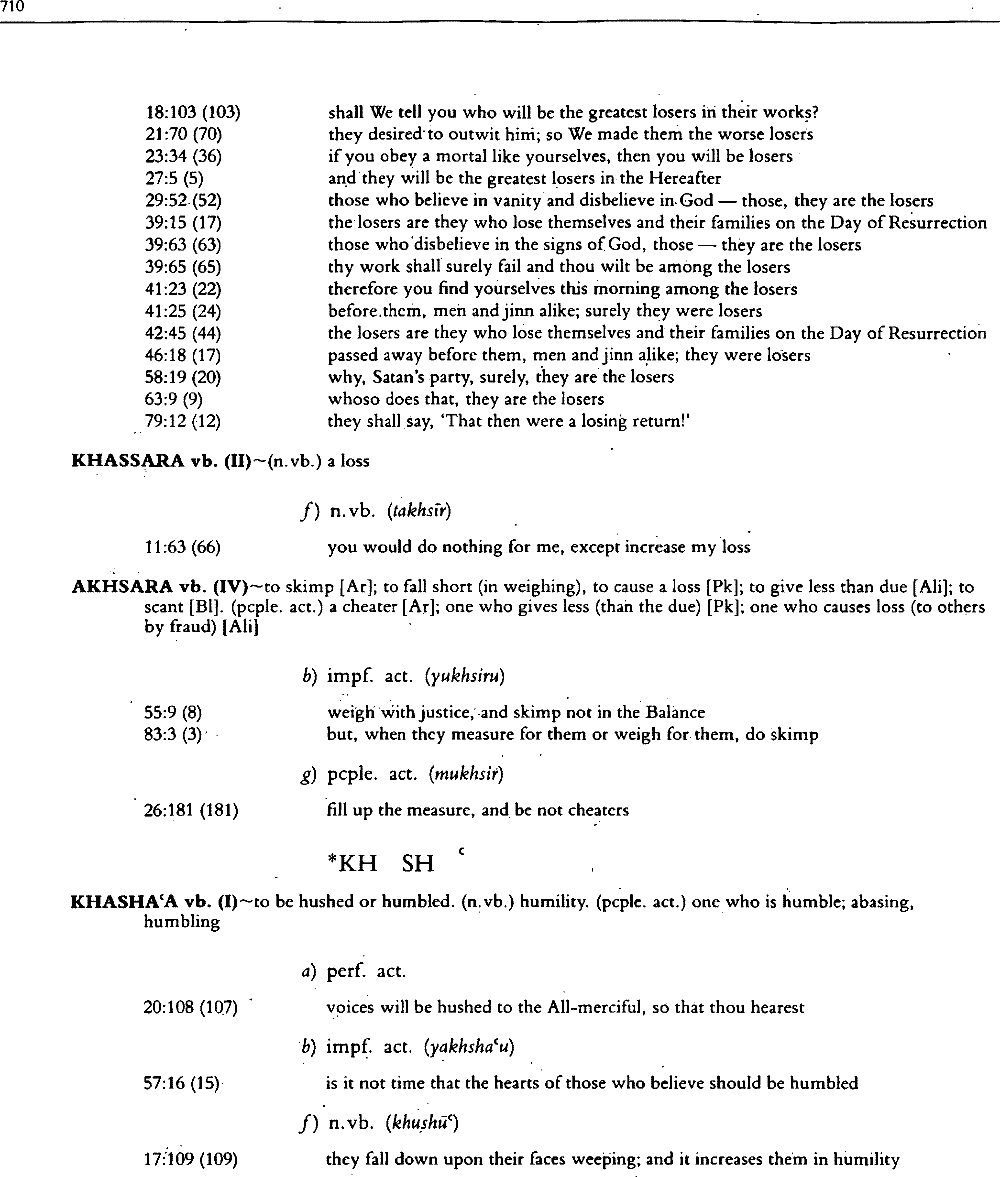 710
18:103 (103) shall We tell you who will be the greatest losers in their works?
21:70 (70) they desired to outwit him; so We made them the worse losers
23:34 (36) if you obey a mortal like yourselves, then you will be losers
27:5 (5) and they will be the greatest losers in the Hereafter
29:52 (52) those who believe in vanity and disbelieve in God — those, they are the losers
39:15 (17) the losers are they who lose themselves and their families on the Day of Resurrection
39:63 (63) those who disbelieve in the signs of God, those — they are the losers
39:65 (65) thy work shall surely fail and thou wilt be among the losers
41:23 (22) therefore you find yourselves this morning among the losers
41:25 (24) before them, men and jinn alike; surely they were losers
42:45 (44) the losers are they who lose themselves and their families on the Day of Resurrection
46:18 (17) passed away before them, men and jinn alike; they were losers
58:19 (20) why, Satan's party, surely, they are the losers
63:9 (9) whoso does that, they are the losers
79:12 (12) they shall say, 'That then were a losing return!'
KHASSARA vb. (II)~(n.vb.) a loss
f) n.vb. (takhsīr)
11:63 (66) you would do nothing for me, except increase my loss
AKHSARA vb. (IV)~to skimp [Ar]; to fall short (in weighing), to cause a loss [Pk]; to give less than due [Ali]; to
scant [Bl]. (pcple. act.) a cheater [Ar]; one who gives less (than the due) [Pk]; one who causes loss (to others
by fraud) [Ali]
b) impf. act. (yukhsiru)
55:9 (8) weigh with justice, and skimp not in the Balance
83:3 (3) but, when they measure for them or weigh for them, do skimp
g) pcple. act. (mukhsir)
26:181 (181) fill up the measure, and be not cheaters
*KH SH ʿ
KHASHAʿA vb. (I)~to be hushed or humbled. (n.vb.) humility. (pcple. act.) one who is humble; abasing,
humbling
a) perf. act.
20:108 (107) voices will be hushed to the All-merciful, so that thou hearest
b) impf. act. (yakhshaʿu)
57:16 (15) is it not time that the hearts of those who believe should be humbled
f) n.vb. (khushūʿ)
17:109 (109) they fall down upon their faces weeping; and it increases them in humility